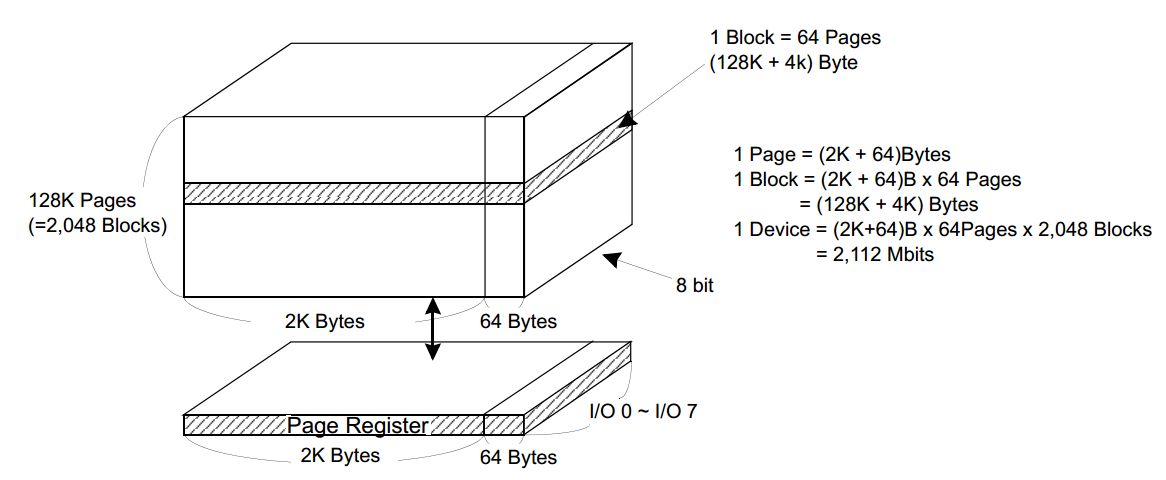 1 Block = 64 Pages
(128K + 4k) Byte
128K Pages
(=2,048 Blocks)
1 Page = (2K + 64)Bytes
1 Block = (2K + 64)B x 64 Pages
= (128K + 4K) Bytes
1 Device = (2K+64)B x 64Pages x 2,048 Blocks
= 2,112 Mbits
8 bit
2K Bytes
64 Bytes
I/O 0 ~ I/O 7
Page Register
2K Bytes
64 Bytes